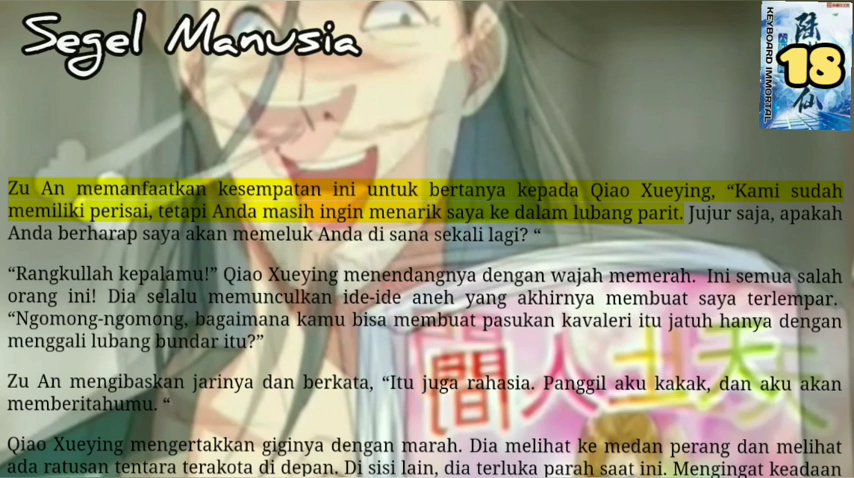 Segel Manusia
KEYBOARD IMMORTAL
18
Zu An memanfaatkan kesempatan ini untuk bertanya kepada Qiao Xueying, “Kami sudah
memiliki perisai, tetapi Anda masih ingin menarik saya ke dalam lubang parit. Jujur saja, apakah
Anda berharap saya akan memeluk Anda di sana sekali lagi? “
“Rangkullah kepalamu!” Qiao Xueying menendangnya dengan wajah memerah. Ini semua salah
orang ini! Dia selalu memunculkan ide-ide aneh yang akhirnya membuat saya terlempar.
“Ngomong-ngomong, bagaimana kamu bisa membuat pasukan kavaleri itu jatuh hanya dengan
menggali lubang bundar itu?”
Zu An mengibaskan jarinya dan berkata, “Itu juga rahasia. Panggil aku kakak, dan aku akan
memberitahumu. “
間人上天
Qiao Xueying mengertakkan giginya dengan marah. Dia melihat ke medan perang dan melihat
ada ratusan tentara terakota di depan. Di sisi lain, dia terluka parah saat ini. Mengingat keadaan